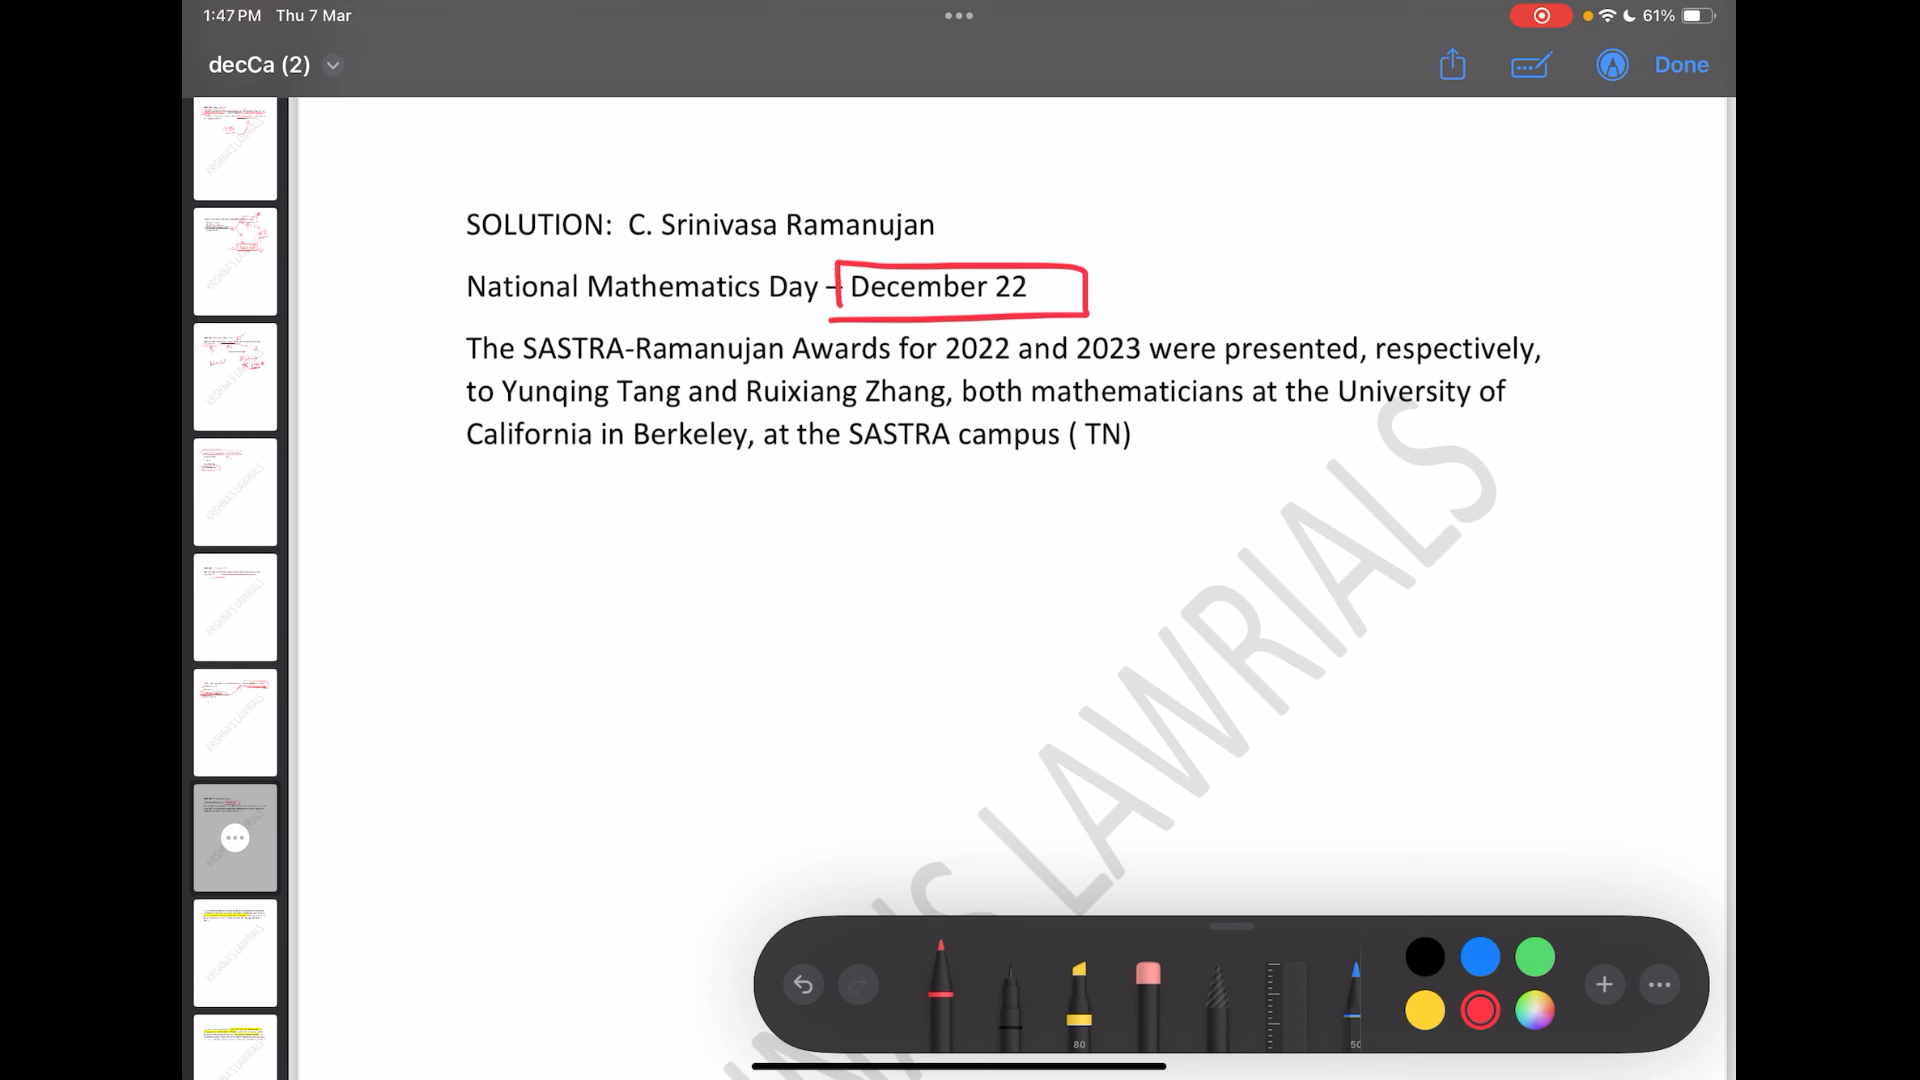 1:47 PM Thu 7 Mar
61%
decCa (2)
Done
SOLUTION: C. Srinivasa Ramanujan
National Mathematics Day – December 22
The SASTRA-Ramanujan Awards for 2022 and 2023 were presented, respectively,
to Yunqing Tang and Ruixiang Zhang, both mathematicians at the University of
California in Berkeley, at the SASTRA campus ( TN)
LAWRIALS
80
50